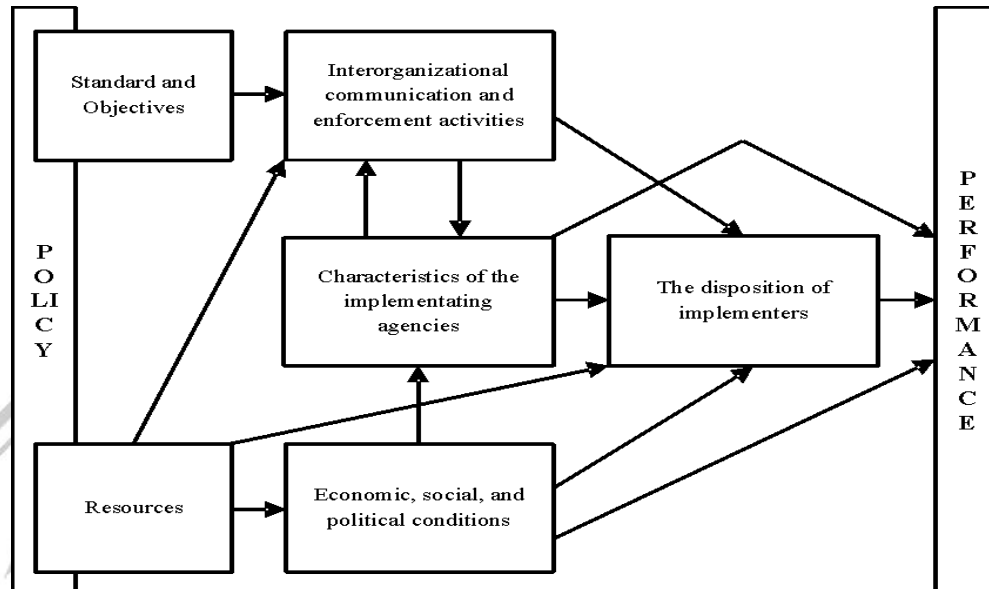 P
O
LI
C
Y
Standard and
Objectives
Interorganizational
communication and
enforcement activities
Characteristics of the
implementating
agencies
The disposition of
implementers
Resources
Economic, social, and
political conditions
P
E
R
F
O
R
M
A
N
C
E